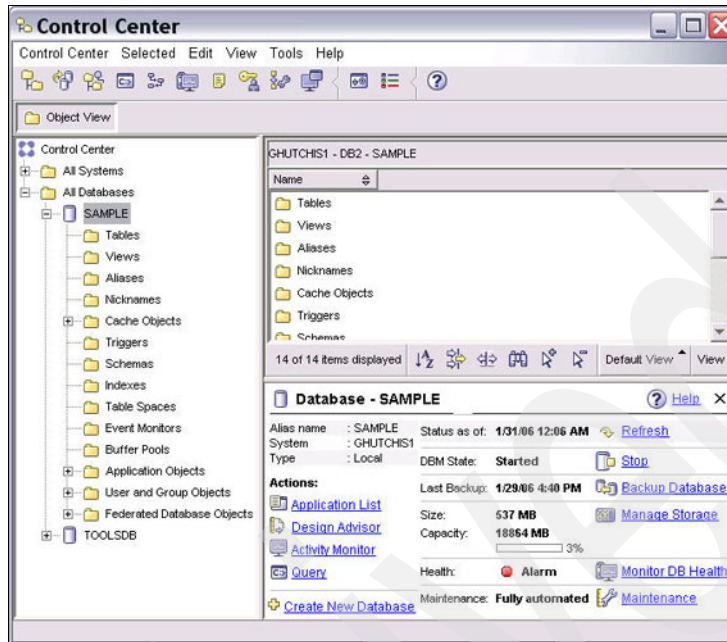 Control Center
Control Center Selected Edit View Tools Help
Object View
Control Center
All Systems
All Databases
SAMPLE
Tables
Views
Aliases
Nicknames
Cache Objects
Triggers
Schemas
Indexes
Table Spaces
Event Monitors
Buffer Pools
Application Objects
User and Group Objects
Federated Database Objects
TOOLSDB
GHUTCHIS1 - DB2 - SAMPLE
Name
Tables
Views
Aliases
Nicknames
Cache Objects
Triggers
Schemas
14 of 14 items displayed
Default View
View
Database - SAMPLE
Help
Alias name : SAMPLE
System : GHUTCHIS1
Type : Local
Actions:
Application List
Design Advisor
Activity Monitor
Query
Create New Database
Status as of: 1/31/06 12:06 AM Refresh
DBM State: Started Stop
Last Backup: 1/29/06 4:40 PM Backup Database
Size: 537 MB Manage Storage
Capacity: 18864 MB
3%
Health: Alarm Monitor DB Health
Maintenance: Fully automated Maintenance